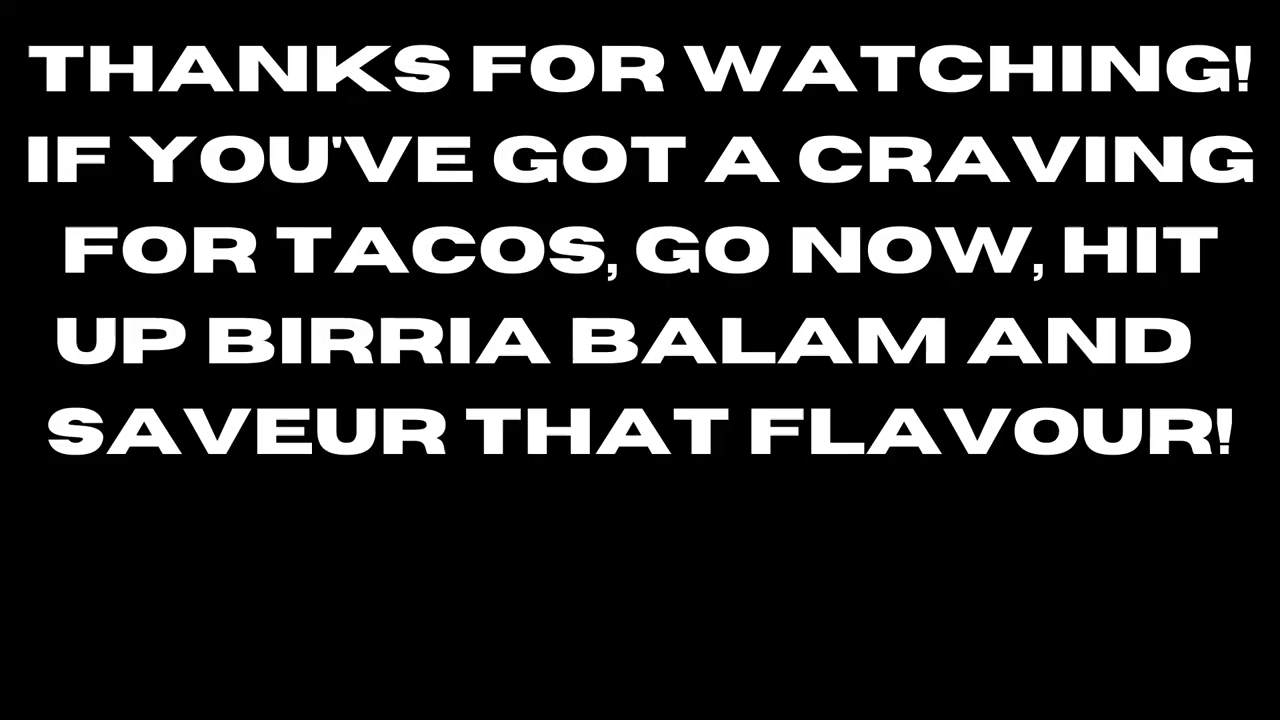 THANKS FOR WATCHING!
IF YOU'VE GOT A CRAVING
FOR TACOS, GO NOW, HIT
UP BIRRIA BALAM AND
SAVEUR THAT FLAVOUR!